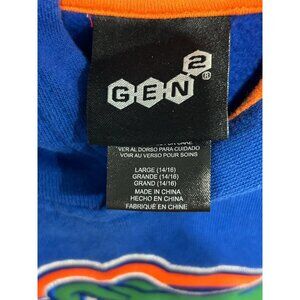 GEN2®
VER AL DORSO PARA CUIDADO
VOIR AU VERSO POUR SOINS
LARGE (14/16)
GRANDE (14/16)
GRAND (14/16)
MADE IN CHINA
HECHO EN CHINA
FABRIQUÉ EN CHINE